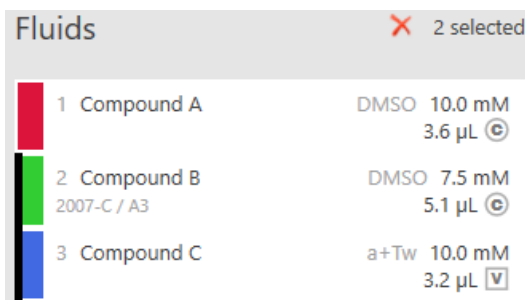 Fluids 2 selected
1 Compound A DMSO 10.0 mM
3.6 µL C
2 Compound B DMSO 7.5 mM
2007-C / A3 5.1 µL C
3 Compound C a+Tw 10.0 mM
3.2 µL V